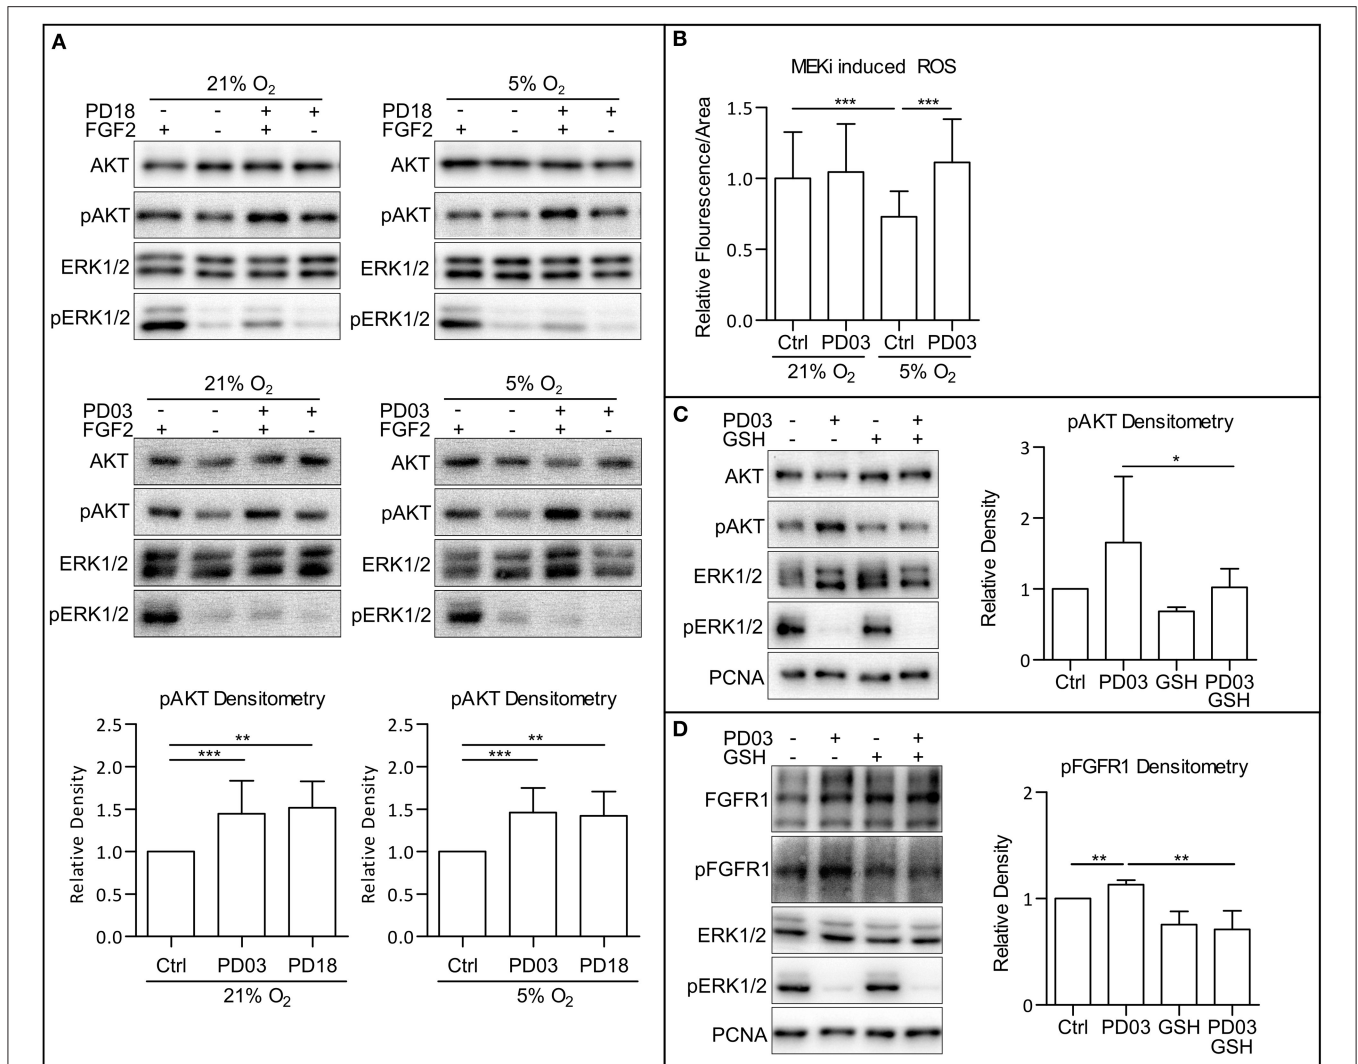 A
21% O2
PD18 - - + +
FGF2 + - + -
AKT
pAKT
ERK1/2
pERK1/2
5% O2
PD18 - - + +
FGF2 + - + -
AKT
pAKT
ERK1/2
pERK1/2
21% O2
PD03 - - + +
FGF2 + - + -
AKT
pAKT
ERK1/2
pERK1/2
5% O2
PD03 - - + +
FGF2 + - + -
AKT
pAKT
ERK1/2
pERK1/2
pAKT Densitometry
Relative Density
2.5
2.0
1.5
1.0
0.5
0.0
**
***
Ctrl PD03 PD18
21% O2
pAKT Densitometry
Relative Density
2.5
2.0
1.5
1.0
0.5
0.0
**
***
Ctrl PD03 PD18
5% O2
B
MEKi induced ROS
Relative Flourescence/Area
1.5
1.0
0.5
0.0
*** ***
Ctrl PD03 Ctrl PD03
21% O2 5% O2
C
PD03 - + - +
GSH - - + +
AKT
pAKT
ERK1/2
pERK1/2
PCNA
pAKT Densitometry
Relative Density
3
2
1
0
*
Ctrl PD03 GSH PD03
GSH
D
PD03 - + - +
GSH - - + +
FGFR1
pFGFR1
ERK1/2
pERK1/2
PCNA
pFGFR1 Densitometry
Relative Density
2
1
0
** **
Ctrl PD03 GSH PD03
GSH